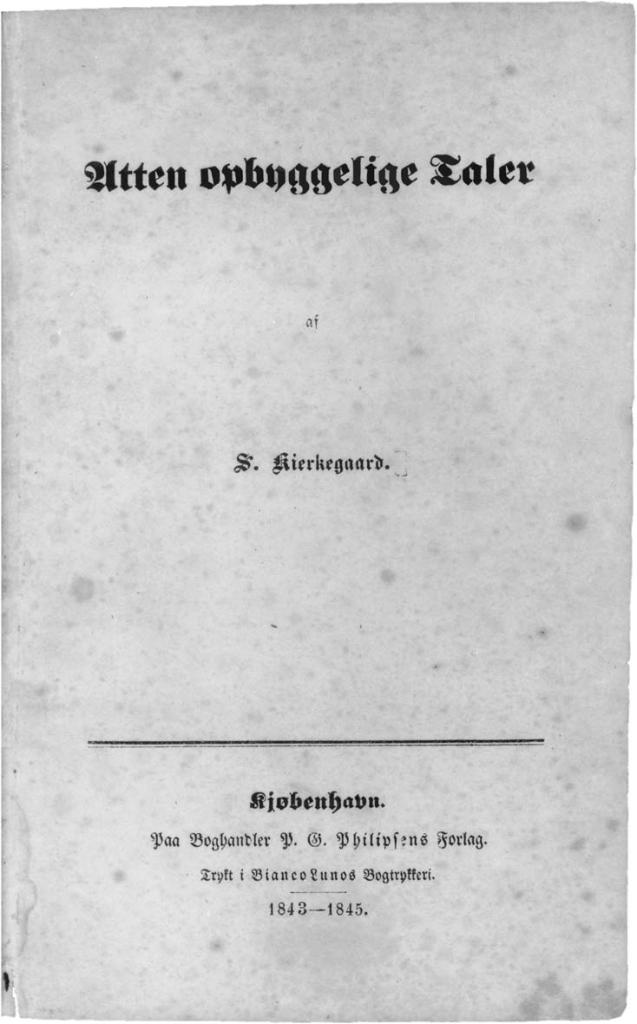 Atten opbyggelige Taler
af
S. Kierkegaard.
Kjøbenhavn.
Paa Boghandler P. G. Philipsens Forlag.
Trykt i Bianco Lunos Bogtrykkeri.
1843—1845.